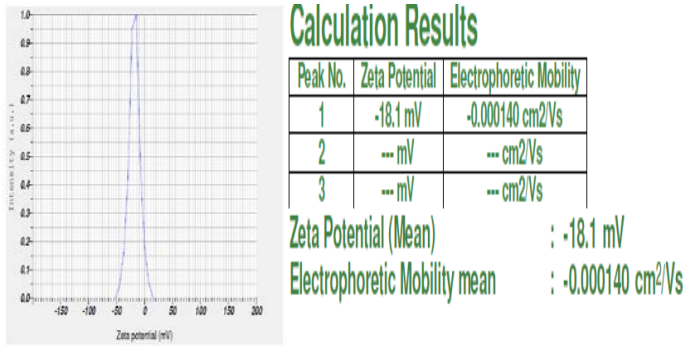 Calculation Results
Peak No. Zeta Potential Electrophoretic Mobility
1 -18.1 mV -0.000140 cm2/Vs
2 --- mV --- cm2/Vs
3 --- mV --- cm2/Vs
Zeta Potential (Mean) : -18.1 mV
Electrophoretic Mobility mean : -0.000140 cm²/Vs
Intensity (a.u.)
1.0
0.9
0.8
0.7
0.6
0.5
0.4
0.3
0.2
0.1
0.0
-150 -100 -50 0 50 100 150 200
Zeta potential (mV)